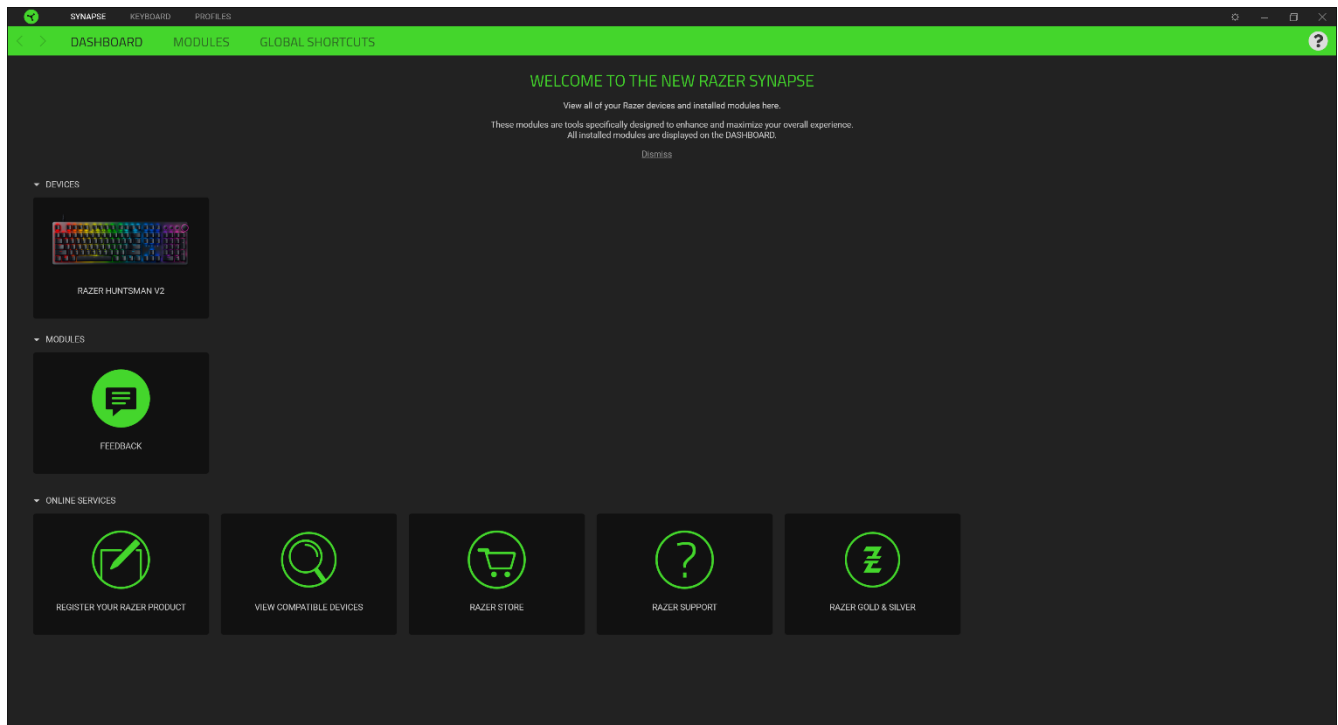 SYNAPSE KEYBOARD PROFILES
DASHBOARD MODULES GLOBAL SHORTCUTS ?
WELCOME TO THE NEW RAZER SYNAPSE
View all of your Razer devices and installed modules here.
These modules are tools specifically designed to enhance and maximize your overall experience.
All installed modules are displayed on the DASHBOARD.
Dismiss
DEVICES
RAZER HUNTSMAN V2
MODULES
FEEDBACK
ONLINE SERVICES
REGISTER YOUR RAZER PRODUCT
VIEW COMPATIBLE DEVICES
RAZER STORE
RAZER SUPPORT
RAZER GOLD & SILVER